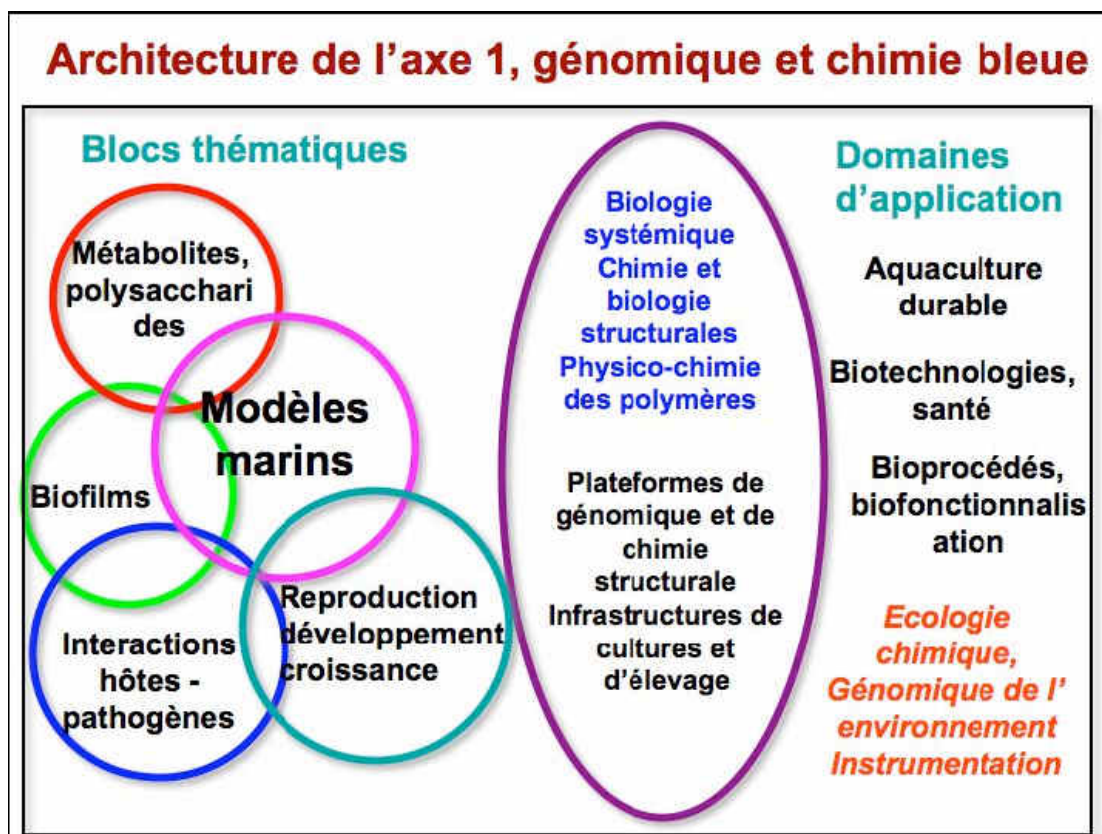 Architecture de l'axe 1, génomique et chimie bleue
Blocs thématiques
Métabolites,
polysacchari
des
Modèles
marins
Biofilms
Interactions
hôtes -
pathogènes
Reproduction
développement
croissance
Biologie
systémique
Chimie et
biologie
structurales
Physico-chimie
des polymères
Plateformes de
génomique et de
chimie
structurale
Infrastructures de
cultures et
d'élevage
Domaines
d'application
Aquaculture
durable
Biotechnologies,
santé
Bioprocédés,
biofonctionnalis
ation
Ecologie
chimique,
Génomique de l'
environnement
Instrumentation